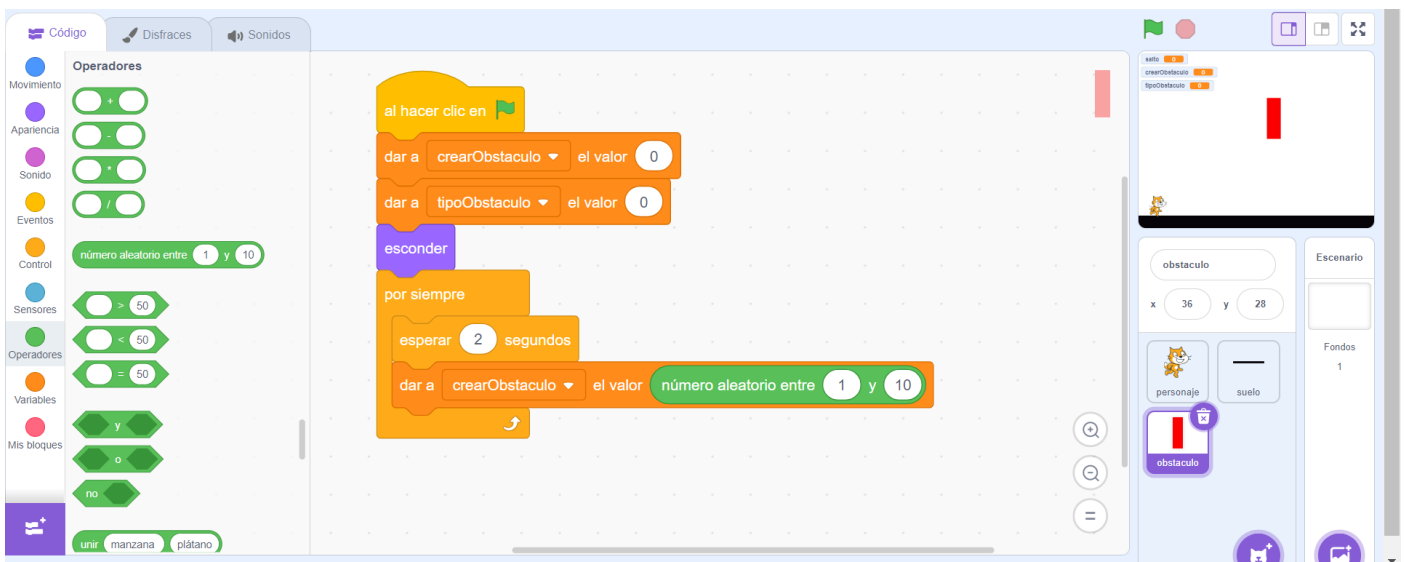 Código
Disfraces
Sonidos
Movimiento
Apariencia
Sonido
Eventos
Control
Sensores
Operadores
Variables
Mis bloques
Operadores
+
-
*
/
número aleatorio entre 1 y 10
> 50
< 50
= 50
y
o
no
unir manzana plátano
al hacer clic en
dar a crearObstaculo el valor 0
dar a tipoObstaculo el valor 0
esconder
por siempre
esperar 2 segundos
dar a crearObstaculo el valor número aleatorio entre 1 y 10
salto 0
crearObstaculo 0
tipoObstaculo 0
obstaculo
x 36 y 28
personaje
suelo
obstaculo
Escenario
Fondos
1